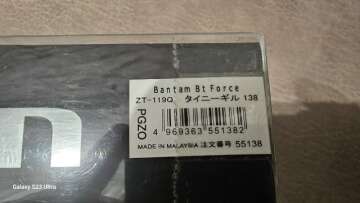 Bantam Bt Force
ZT-119Q タイニーギル 138
PGZO
4 969363 551382
MADE IN MALAYSIA 注文番号 55138
Galaxy S23 Ultra